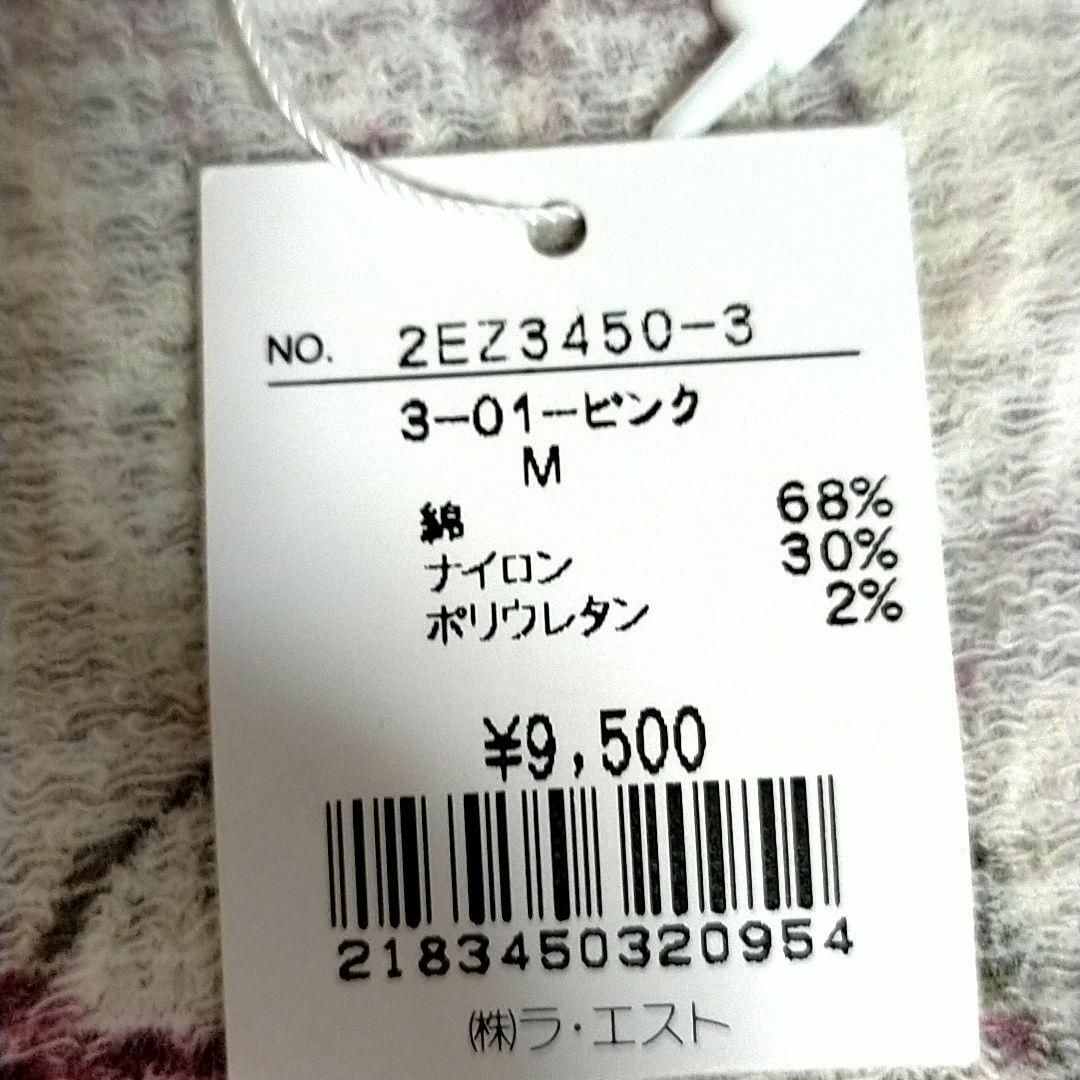 NO. 2EZ3450-3
3-01--ピンク
M
綿 68%
ナイロン 30%
ポリウレタン 2%
¥9,500
2183450320954
㈱ラ・エスト